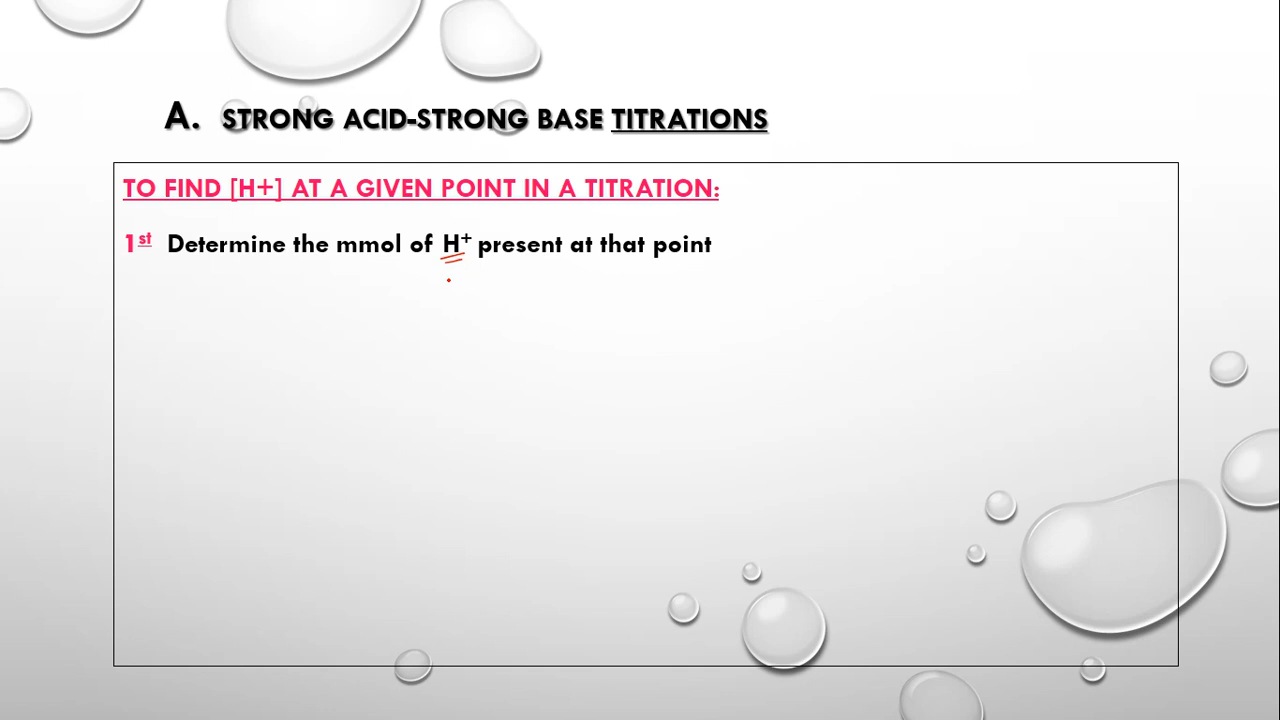 A. STRONG ACID-STRONG BASE TITRATIONS
TO FIND [H+] AT A GIVEN POINT IN A TITRATION:
1st Determine the mmol of H+ present at that point